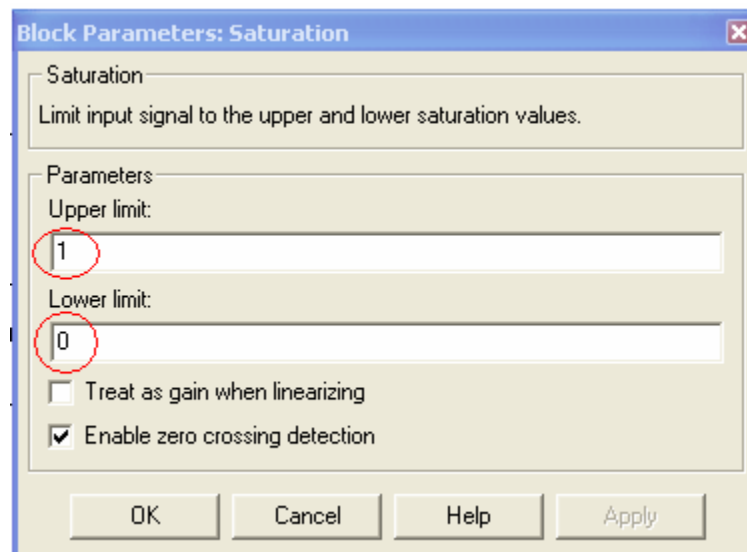 Block Parameters: Saturation
Saturation
Limit input signal to the upper and lower saturation values.
Parameters
Upper limit:
1
Lower limit:
0
Treat as gain when linearizing
Enable zero crossing detection
OK Cancel Help Apply